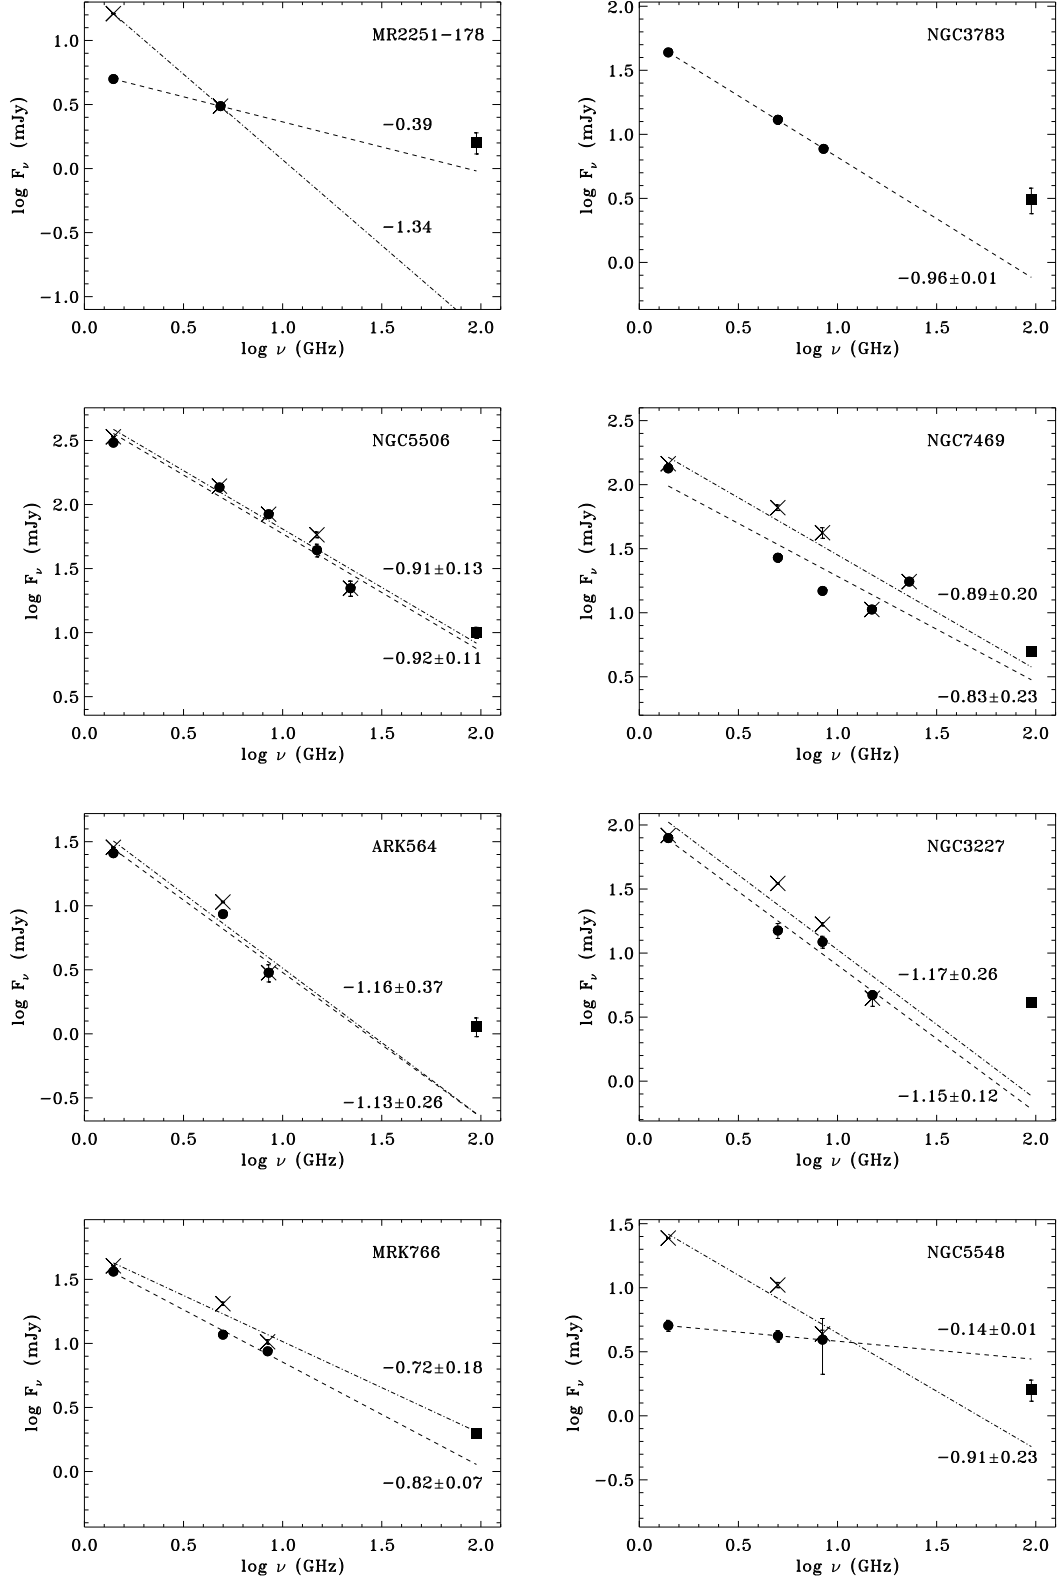 MR2251−178
−0.39
−1.34
1.0
0.5
0.0
−0.5
−1.0
log Fν (mJy)
0.0 0.5 1.0 1.5 2.0
log ν (GHz)
NGC3783
−0.96±0.01
2.0
1.5
1.0
0.5
0.0
log Fν (mJy)
0.0 0.5 1.0 1.5 2.0
log ν (GHz)
NGC5506
−0.91±0.13
−0.92±0.11
2.5
2.0
1.5
1.0
0.5
log Fν (mJy)
0.0 0.5 1.0 1.5 2.0
log ν (GHz)
NGC7469
−0.89±0.20
−0.83±0.23
2.5
2.0
1.5
1.0
0.5
log Fν (mJy)
0.0 0.5 1.0 1.5 2.0
log ν (GHz)
ARK564
−1.16±0.37
−1.13±0.26
1.5
1.0
0.5
0.0
−0.5
log Fν (mJy)
0.0 0.5 1.0 1.5 2.0
log ν (GHz)
NGC3227
−1.17±0.26
−1.15±0.12
2.0
1.5
1.0
0.5
0.0
log Fν (mJy)
0.0 0.5 1.0 1.5 2.0
log ν (GHz)
MRK766
−0.72±0.18
−0.82±0.07
1.5
1.0
0.5
0.0
log Fν (mJy)
0.0 0.5 1.0 1.5 2.0
log ν (GHz)
NGC5548
−0.14±0.01
−0.91±0.23
1.5
1.0
0.5
0.0
−0.5
log Fν (mJy)
0.0 0.5 1.0 1.5 2.0
log ν (GHz)